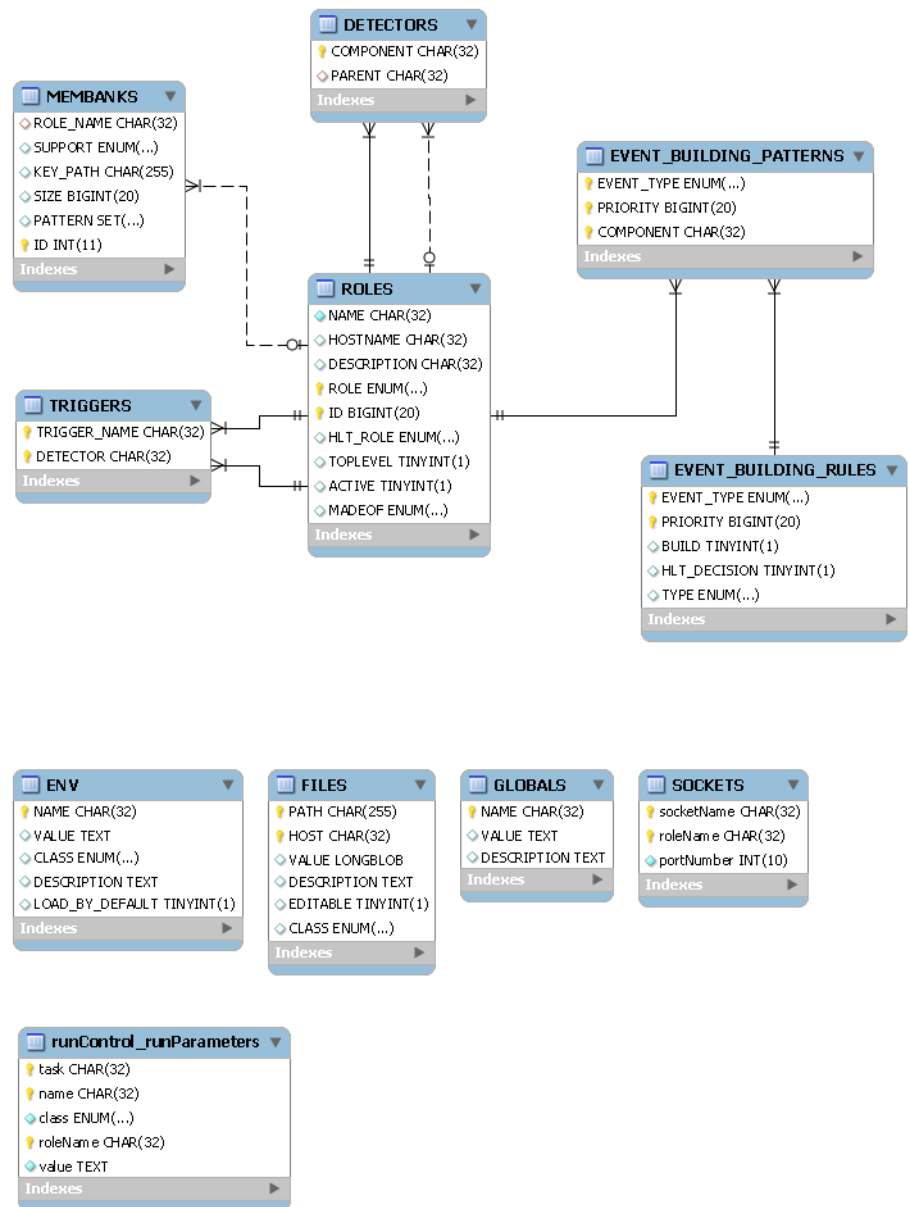 DETECTORS
COMPONENT CHAR(32)
PARENT CHAR(32)
Indexes
MEMBANKS
ROLE_NAME CHAR(32)
SUPPORT ENUM(...)
KEY_PATH CHAR(255)
SIZE BIGINT(20)
PATTERN SET(...)
ID INT(11)
Indexes
EVENT_BUILDING_PATTERNS
EVENT_TYPE ENUM(...)
PRIORITY BIGINT(20)
COMPONENT CHAR(32)
Indexes
ROLES
NAME CHAR(32)
HOSTNAME CHAR(32)
DESCRIPTION CHAR(32)
ROLE ENUM(...)
ID BIGINT(20)
HLT_ROLE ENUM(...)
TOPLEVEL TINYINT(1)
ACTIVE TINYINT(1)
MADEOF ENUM(...)
Indexes
TRIGGERS
TRIGGER_NAME CHAR(32)
DETECTOR CHAR(32)
Indexes
EVENT_BUILDING_RULES
EVENT_TYPE ENUM(...)
PRIORITY BIGINT(20)
BUILD TINYINT(1)
HLT_DECISION TINYINT(1)
TYPE ENUM(...)
Indexes
ENV
NAME CHAR(32)
VALUE TEXT
CLASS ENUM(...)
DESCRIPTION TEXT
LOAD_BY_DEFAULT TINYINT(1)
Indexes
FILES
PATH CHAR(255)
HOST CHAR(32)
VALUE LONGBLOB
DESCRIPTION TEXT
EDITABLE TINYINT(1)
CLASS ENUM(...)
Indexes
GLOBALS
NAME CHAR(32)
VALUE TEXT
DESCRIPTION TEXT
Indexes
SOCKETS
socketName CHAR(32)
roleName CHAR(32)
portNumber INT(10)
Indexes
runControl_runParameters
task CHAR(32)
name CHAR(32)
class ENUM(...)
roleName CHAR(32)
value TEXT
Indexes